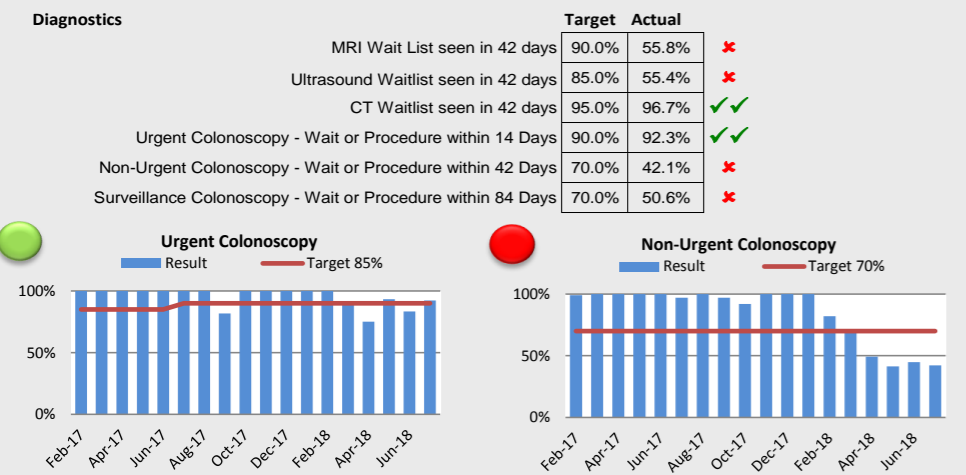 Diagnostics Target Actual
MRI Wait List seen in 42 days 90.0% 55.8%
Ultrasound Waitlist seen in 42 days 85.0% 55.4%
CT Waitlist seen in 42 days 95.0% 96.7%
Urgent Colonoscopy - Wait or Procedure within 14 Days 90.0% 92.3%
Non-Urgent Colonoscopy - Wait or Procedure within 42 Days 70.0% 42.1%
Surveillance Colonoscopy - Wait or Procedure within 84 Days 70.0% 50.6%
Urgent Colonoscopy
Result Target 85%
100%
50%
0%
Feb-17 Apr-17 Jun-17 Aug-17 Oct-17 Dec-17 Feb-18 Apr-18 Jun-18
Non-Urgent Colonoscopy
Result Target 70%
100%
50%
0%
Feb-17 Apr-17 Jun-17 Aug-17 Oct-17 Dec-17 Feb-18 Apr-18 Jun-18